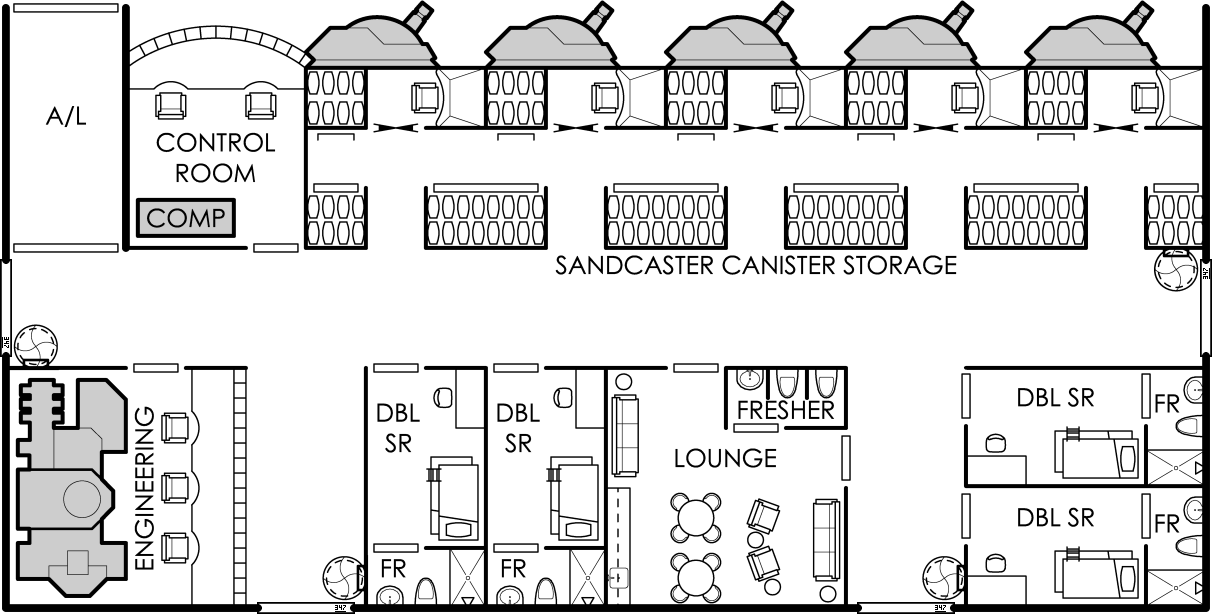 A/L
CONTROL
ROOM
COMP
SANDCASTER CANISTER STORAGE
ENGINEERING
DBL
SR
FR
DBL
SR
FR
FRESHER
LOUNGE
DBL SR
FR
DBL SR
FR